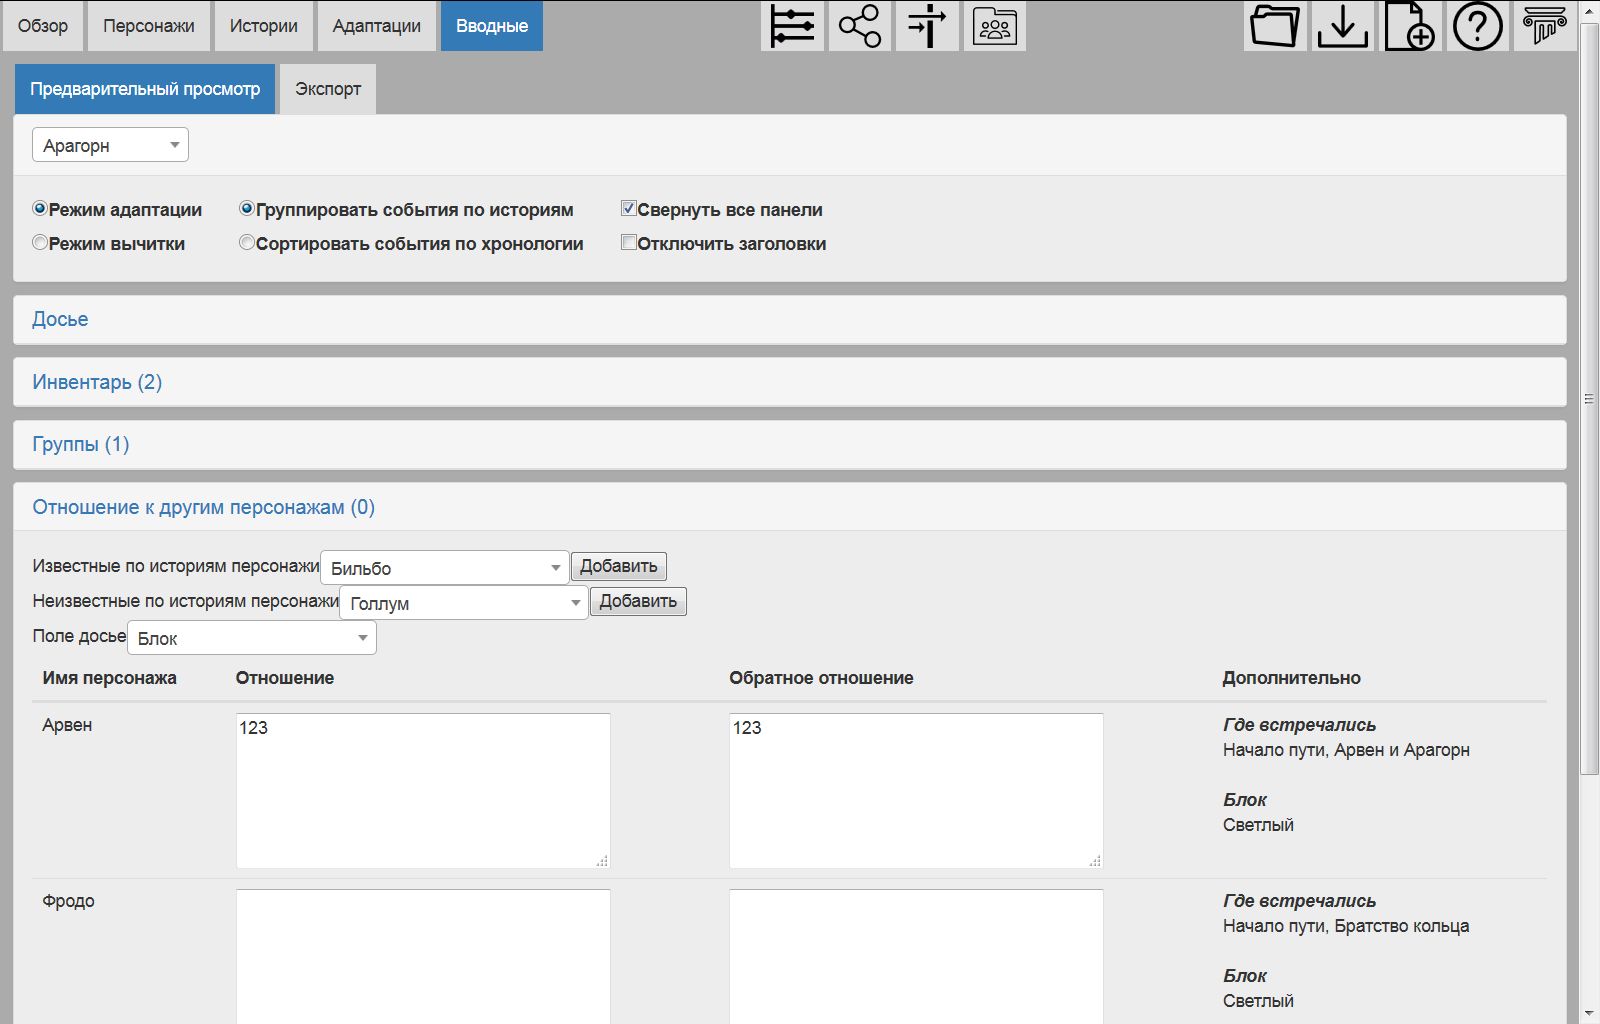 Обзор Персонажи Истории Адаптации Вводные
Предварительный просмотр Экспорт
Арагорн
Режим адаптации Группировать события по историям Свернуть все панели
Режим вычитки Сортировать события по хронологии Отключить заголовки
Досье
Инвентарь (2)
Группы (1)
Отношение к другим персонажам (0)
Известные по историям персонажи Бильбо Добавить
Неизвестные по историям персонажи Голлум Добавить
Поле досье Блок
Имя персонажа Отношение Обратное отношение Дополнительно
Арвен 123 123 Где встречались
Начало пути, Арвен и Арагорн
Блок
Светлый
Фродо Где встречались
Начало пути, Братство кольца
Блок
Светлый